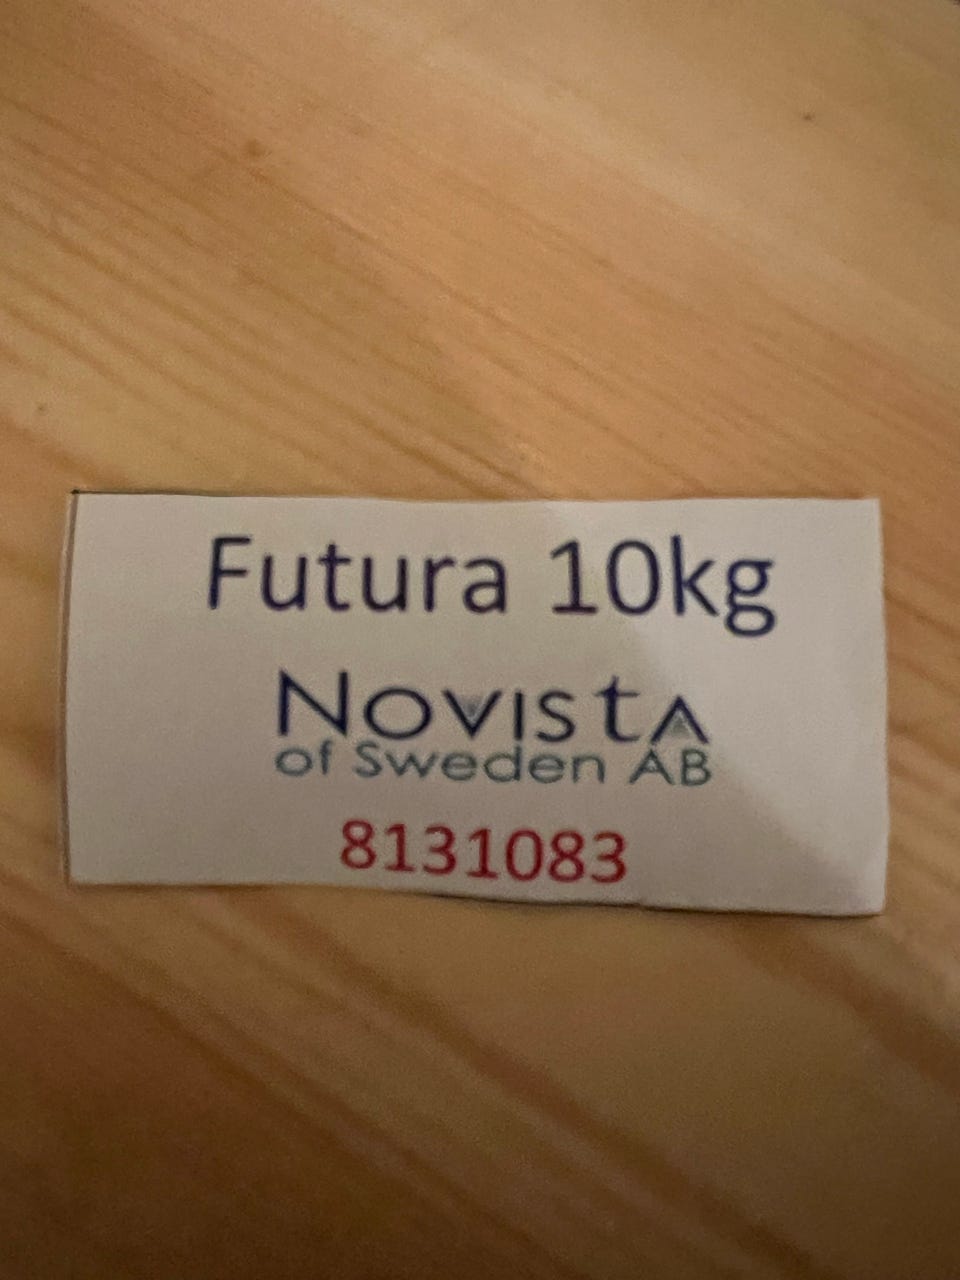 Futura 10kg
Novista
of Sweden AB
8131083